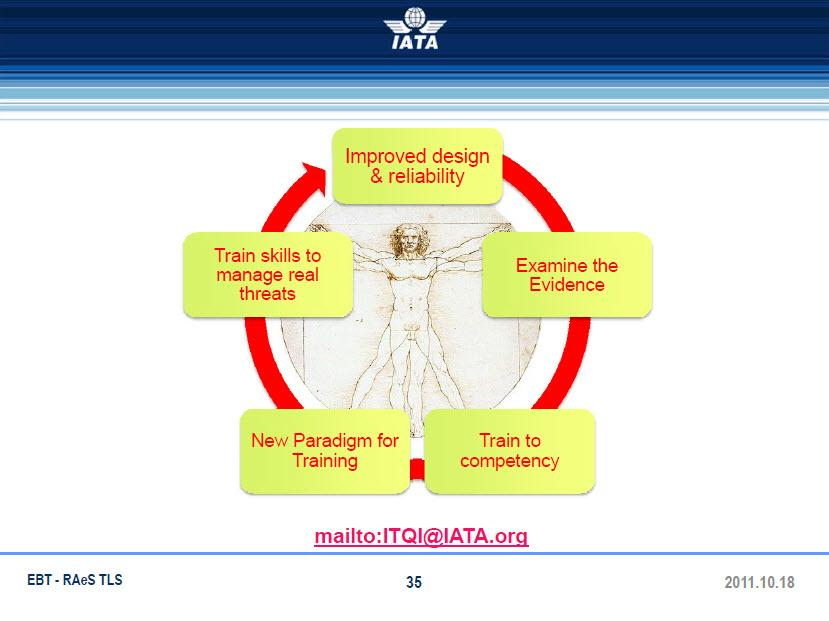 IATA
Improved design
& reliability
Train skills to
manage real
threats
Examine the
Evidence
New Paradigm for
Training
Train to
competency
mailto:ITQI@IATA.org
EBT - RAeS TLS
35
2011.10.18